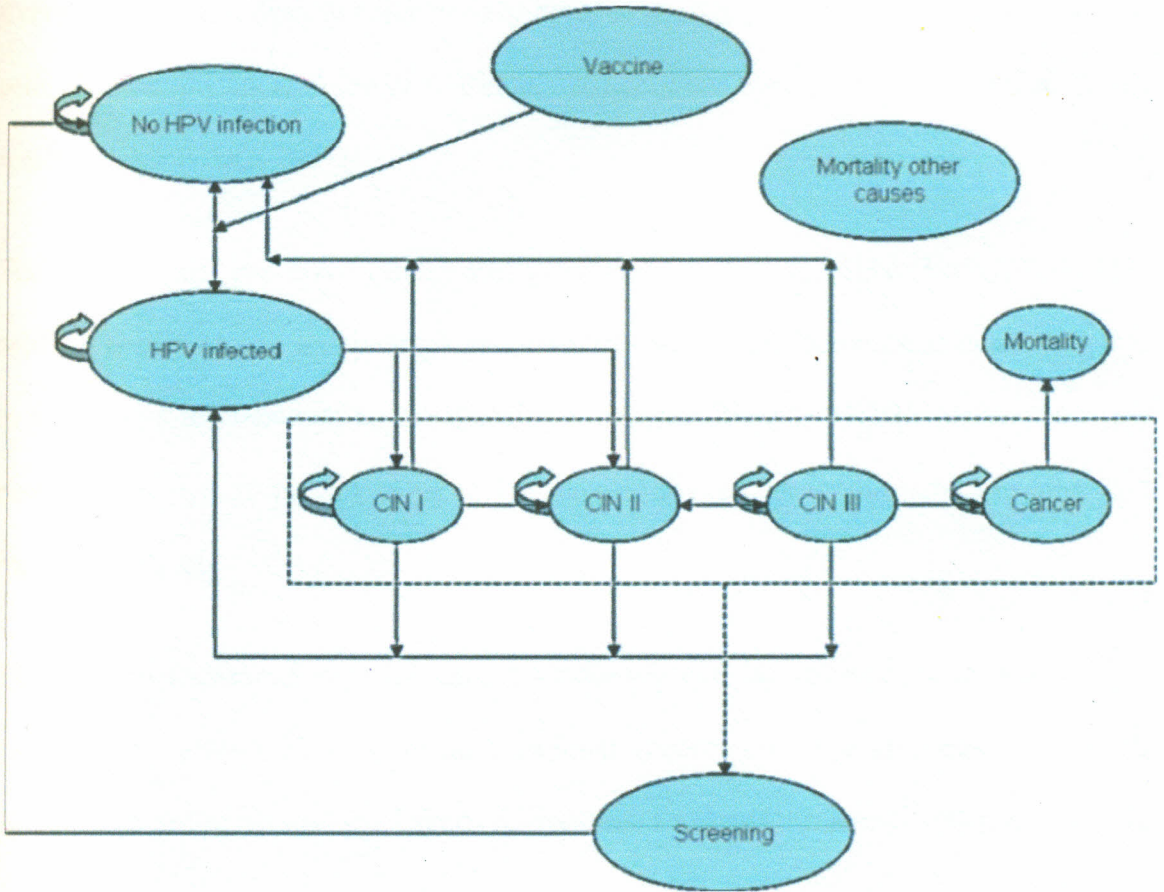 Vaccine
No HPV infection
Mortality other
causes
HPV infected
Mortality
CIN I
CIN II
CIN III
Cancer
Screening